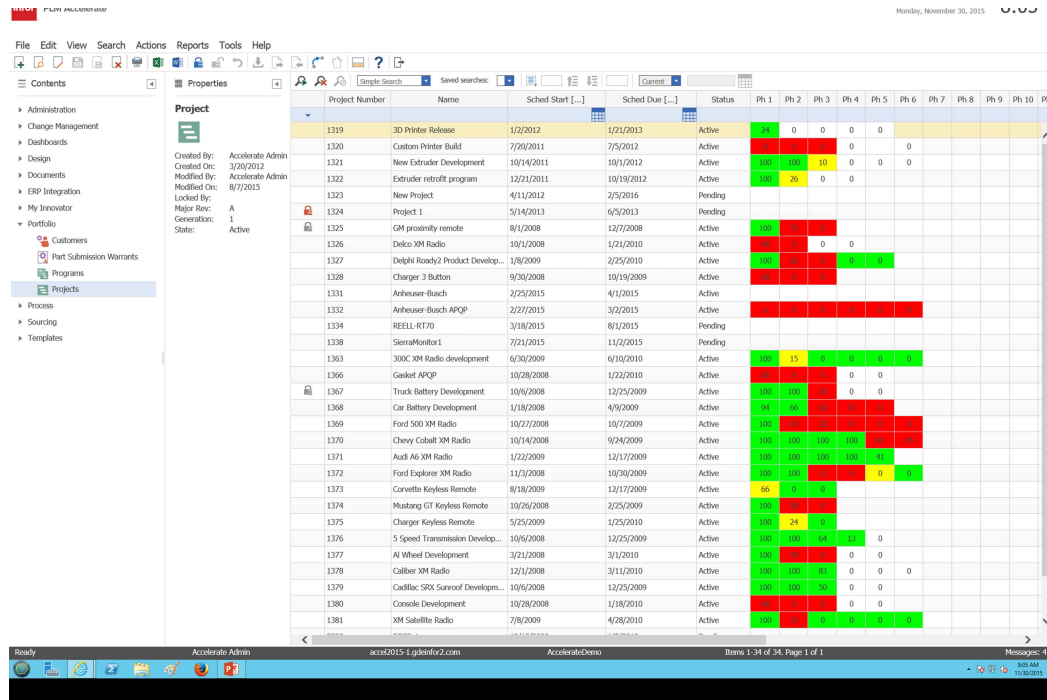 infor PLM Accelerate
Monday, November 30, 2015 8:05
File Edit View Search Actions Reports Tools Help
Contents
Properties
Simple Search Saved searches: Current
Administration
Change Management
Dashboards
Design
Documents
ERP Integration
My Innovator
Portfolio
Customers
Part Submission Warrants
Programs
Projects
Process
Sourcing
Templates
Project
Created By: Accelerate Admin
Created On: 3/20/2012
Modified By: Accelerate Admin
Modified On: 8/7/2015
Locked By:
Major Rev: A
Generation: 1
State: Active
Project Number Name Sched Start [...] Sched Due [...] Status Ph 1 Ph 2 Ph 3 Ph 4 Ph 5 Ph 6 Ph 7 Ph 8 Ph 9 Ph 10
1319 3D Printer Release 1/2/2012 1/21/2013 Active 24 0 0 0 0
1320 Custom Printer Build 7/20/2011 7/5/2012 Active 0 0
1321 New Extruder Development 10/14/2011 10/1/2012 Active 100 100 10 0 0 0
1322 Extruder retrofit program 12/21/2011 10/19/2012 Active 100 26 0 0
1323 New Project 4/11/2012 2/5/2016 Pending
1324 Project 1 5/14/2013 6/5/2013 Pending
1325 GM proximity remote 8/1/2008 12/7/2008 Active 100
1326 Delco XM Radio 10/1/2008 1/21/2010 Active 0 0
1327 Delphi Roady2 Product Develop... 1/8/2009 2/25/2010 Active 100 0 0
1328 Charger 3 Button 9/30/2008 10/19/2009 Active
1331 Anheuser-Busch 2/25/2015 4/1/2015 Active
1332 Anheuser-Busch APQP 2/27/2015 3/2/2015 Active
1334 REELL-RT70 3/18/2015 8/1/2015 Pending
1338 SierraMonitor1 7/21/2015 11/2/2015 Pending
1363 300C XM Radio development 6/30/2009 6/10/2010 Active 100 15 0 0 0 0
1366 Gasket APQP 10/28/2008 1/22/2010 Active 0 0
1367 Truck Battery Development 10/6/2008 12/25/2009 Active 100 100 0 0
1368 Car Battery Development 1/18/2008 4/9/2009 Active 94 66
1369 Ford 500 XM Radio 10/27/2008 10/7/2009 Active 100
1370 Chevy Cobalt XM Radio 10/14/2008 9/24/2009 Active 100 100 100 100
1371 Audi A6 XM Radio 1/22/2009 12/17/2009 Active 100 100 100 100 41
1372 Ford Explorer XM Radio 11/3/2008 10/30/2009 Active 100 100 0 0
1373 Corvette Keyless Remote 8/18/2009 12/17/2009 Active 66 0 0
1374 Mustang GT Keyless Remote 10/26/2008 2/25/2009 Active 100
1375 Charger Keyless Remote 5/25/2009 1/25/2010 Active 100 24 0
1376 5 Speed Transmission Develop... 10/6/2008 12/25/2009 Active 100 100 64 13 0
1377 Al Wheel Development 3/21/2008 3/1/2010 Active 100 0 0
1378 Caliber XM Radio 12/1/2008 3/11/2010 Active 100 100 83 0 0 0
1379 Cadillac SRX Sunroof Developm... 10/6/2008 12/25/2009 Active 100 100 50 0 0
1380 Console Development 10/28/2008 1/18/2010 Active 0 0
1381 XM Satellite Radio 7/8/2009 4/28/2010 Active 100 0 0 0 0
Ready Accelerate Admin accel2015-1.gdeinfor2.com AccelerateDemo Items 1-34 of 34. Page 1 of 1 Messages: 4
8:05 AM
11/30/2015